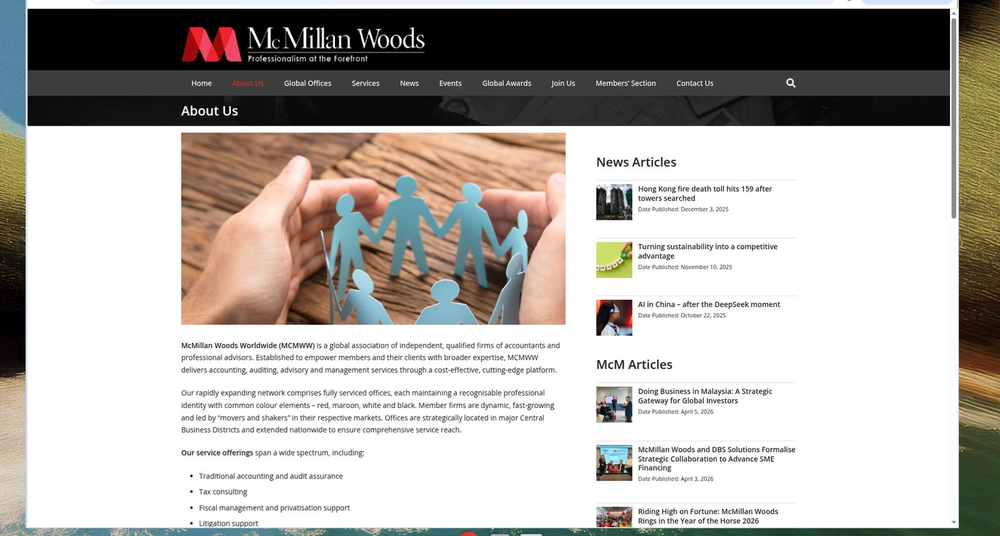 McMillan Woods
Professionalism at the Forefront
Home
About Us
Global Offices
Services
News
Events
Global Awards
Join Us
Members’ Section
Contact Us
About Us
McMillan Woods Worldwide (MCMWW) is a global association of independent, qualified firms of accountants and
professional advisors. Established to empower members and their clients with broader expertise, MCMWW
delivers accounting, auditing, advisory and management services through a cost-effective, cutting-edge platform.
Our rapidly expanding network comprises fully serviced offices, each maintaining a recognisable professional
identity with common colour elements – red, maroon, white and black. Member firms are dynamic, fast-growing
and led by “movers and shakers” in their respective markets. Offices are strategically located in major Central
Business Districts and extended nationwide to ensure comprehensive service reach.
Our service offerings span a wide spectrum, including:
• Traditional accounting and audit assurance
• Tax consulting
• Fiscal management and privatisation support
• Litigation support
News Articles
Hong Kong fire death toll hits 159 after
towers searched
Date Published: December 3, 2025
Turning sustainability into a competitive
advantage
Date Published: November 10, 2025
AI in China – after the DeepSeek moment
Date Published: October 22, 2025
McM Articles
Doing Business in Malaysia: A Strategic
Gateway for Global Investors
Date Published: April 5, 2026
McMillan Woods and DBS Solutions Formalise
Strategic Collaboration to Advance SME
Financing
Date Published: April 3, 2026
Riding High on Fortune: McMillan Woods
Rings in the Year of the Horse 2026